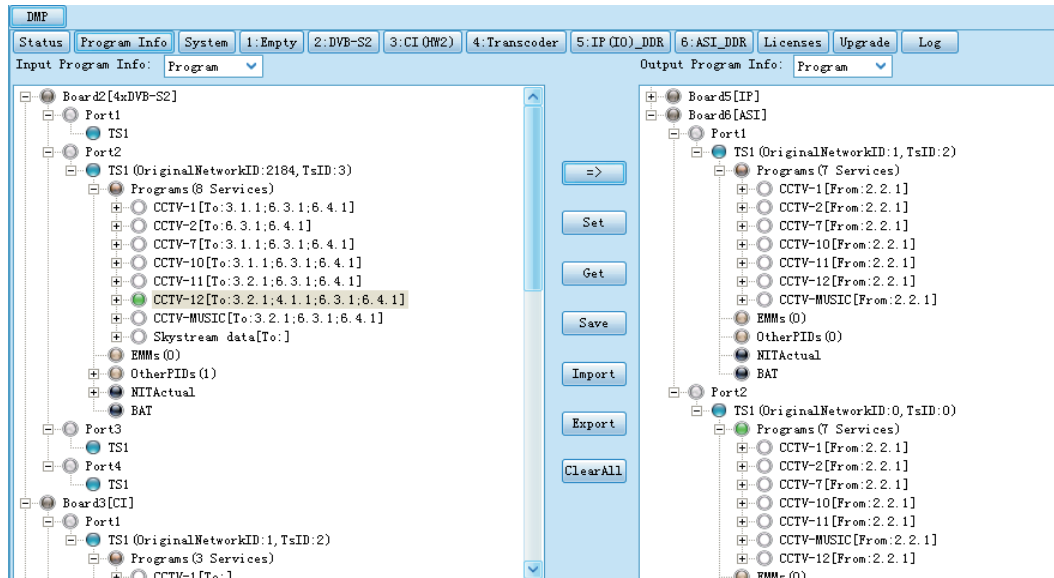 DMP
Status Program Info System 1:Empty 2:DVB-S2 3:CI(HW2) 4:Transcoder 5:IP(IO)_DDR 6:ASI_DDR Licenses Upgrade Log
Input Program Info: Program
Board2[4xDVB-S2]
Port1
TS1
Port2
TS1(OriginalNetworkID:2184,TsID:3)
Programs(8 Services)
CCTV-1[To:3.1.1;6.3.1;6.4.1]
CCTV-2[To:6.3.1;6.4.1]
CCTV-7[To:3.1.1;6.3.1;6.4.1]
CCTV-10[To:3.1.1;6.3.1;6.4.1]
CCTV-11[To:3.2.1;6.3.1;6.4.1]
CCTV-12[To:3.2.1;4.1.1;6.3.1;6.4.1]
CCTV-MUSIC[To:3.2.1;6.3.1;6.4.1]
Skystream data[To:]
EMMs(0)
OtherPIDs(1)
NITActual
BAT
Port3
TS1
Port4
TS1
Board3[CI]
Port1
TS1(OriginalNetworkID:1,TsID:2)
Programs(3 Services)
CCTV-1[To:]
=>
Set
Get
Save
Import
Export
ClearAll
Output Program Info: Program
Board5[IP]
Board6[ASI]
Port1
TS1(OriginalNetworkID:1,TsID:2)
Programs(7 Services)
CCTV-1[From:2.2.1]
CCTV-2[From:2.2.1]
CCTV-7[From:2.2.1]
CCTV-10[From:2.2.1]
CCTV-11[From:2.2.1]
CCTV-12[From:2.2.1]
CCTV-MUSIC[From:2.2.1]
EMMs(0)
OtherPIDs(0)
NITActual
BAT
Port2
TS1(OriginalNetworkID:0,TsID:0)
Programs(7 Services)
CCTV-1[From:2.2.1]
CCTV-2[From:2.2.1]
CCTV-7[From:2.2.1]
CCTV-10[From:2.2.1]
CCTV-11[From:2.2.1]
CCTV-MUSIC[From:2.2.1]
CCTV-12[From:2.2.1]
EMMs(0)